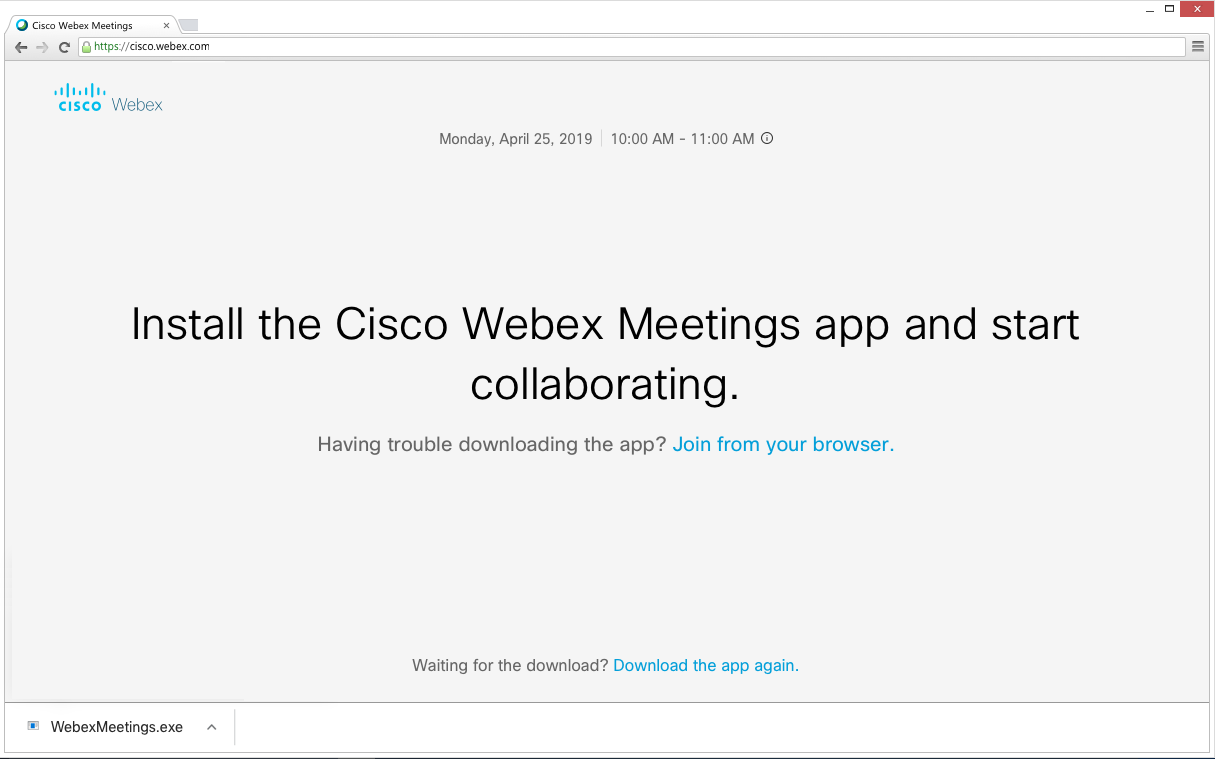 Cisco Webex Meetings
https://cisco.webex.com
cisco Webex
Monday, April 25, 2019 | 10:00 AM - 11:00 AM
Install the Cisco Webex Meetings app and start
collaborating.
Having trouble downloading the app? Join from your browser.
Waiting for the download? Download the app again.
WebexMeetings.exe